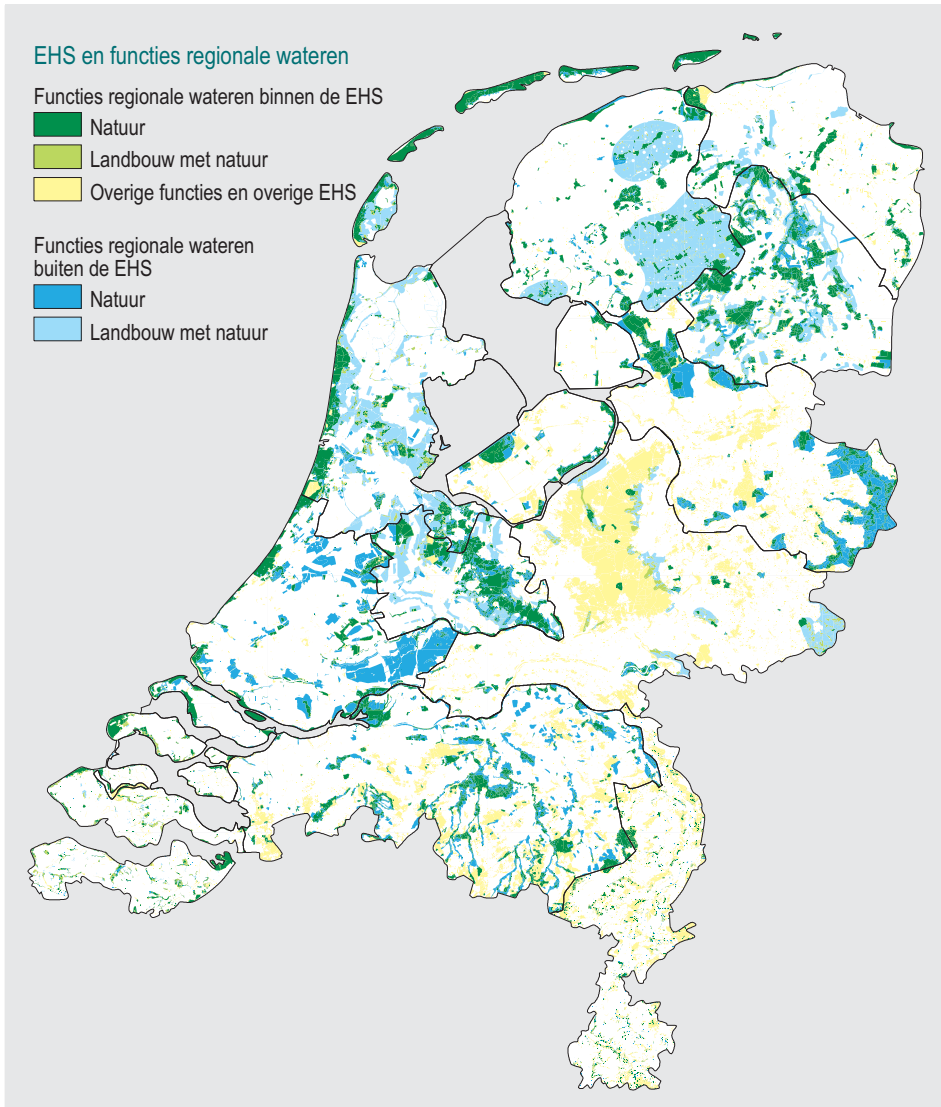 EHS en functies regionale wateren
Functies regionale wateren binnen de EHS
Natuur
Landbouw met natuur
Overige functies en overige EHS
Functies regionale wateren
buiten de EHS
Natuur
Landbouw met natuur